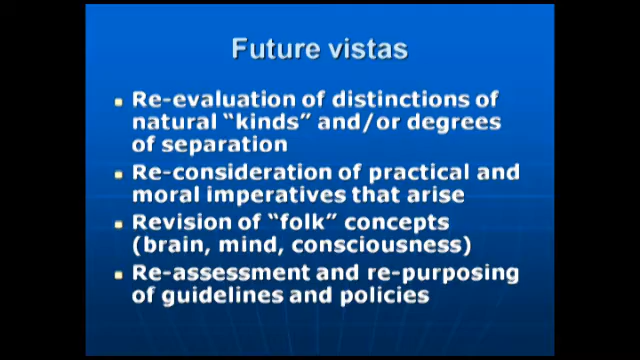 Future vistas
Re-evaluation of distinctions of
natural “kinds” and/or degrees
of separation
Re-consideration of practical and
moral imperatives that arise
Revision of “folk” concepts
(brain, mind, consciousness)
Re-assessment and re-purposing
of guidelines and policies